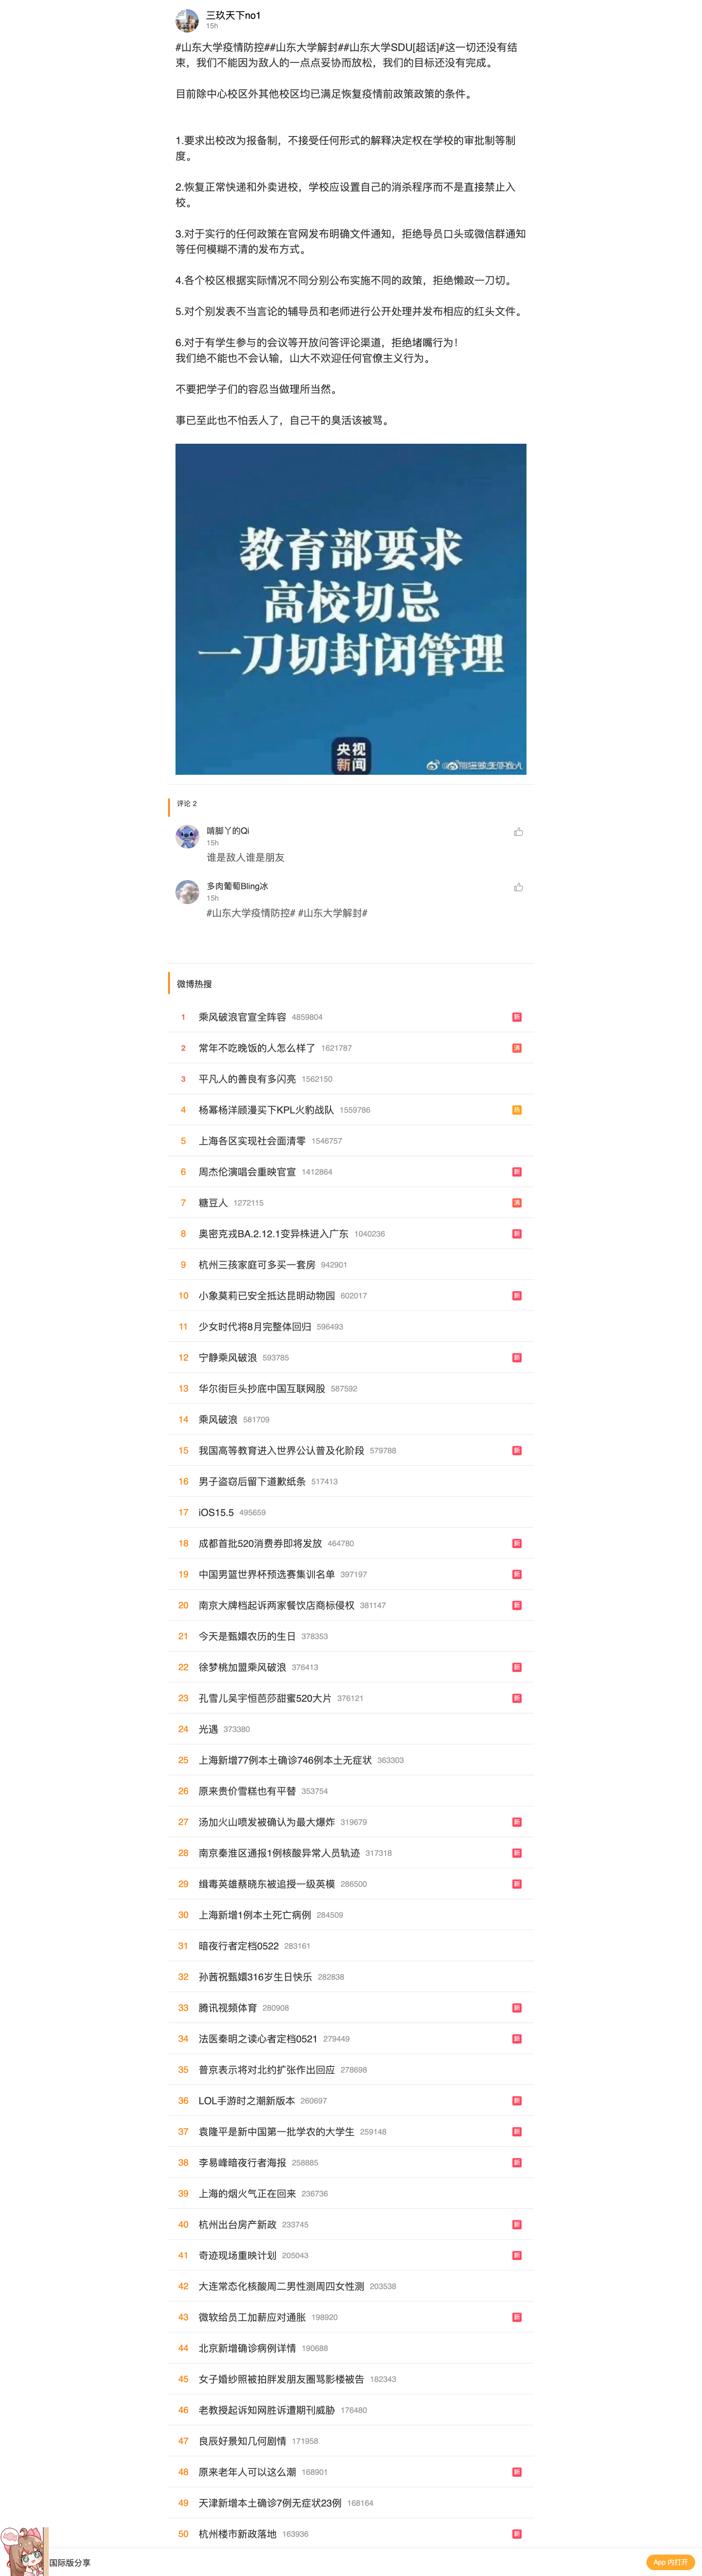 三玖天下no1
15h
#山东大学疫情防控##山东大学解封##山东大学SDU[超话]#这一切还没有结
束，我们不能因为敌人的一点点妥协而放松，我们的目标还没有完成。
目前除中心校区外其他校区均已满足恢复疫情前政策政策的条件。
1.要求出校改为报备制，不接受任何形式的解释决定权在学校的审批制等制
度。
2.恢复正常快递和外卖进校，学校应设置自己的消杀程序而不是直接禁止入
校。
3.对于实行的任何政策在官网发布明确文件通知，拒绝导员口头或微信群通知
等任何模糊不清的发布方式。
4.各个校区根据实际情况不同分别公布实施不同的政策，拒绝懒政一刀切。
5.对个别发表不当言论的辅导员和老师进行公开处理并发布相应的红头文件。
6.对于有学生参与的会议等开放问答评论渠道，拒绝堵嘴行为！
我们绝不能也不会认输，山大不欢迎任何官僚主义行为。
不要把学子们的容忍当做理所当然。
事已至此也不怕丢人了，自己干的臭活该被骂。
教育部要求
高校切忌
一刀切封闭管理
央视
新闻
评论 2
啃脚丫的Qi
15h
谁是敌人谁是朋友
多肉葡萄Bling冰
15h
#山东大学疫情防控# #山东大学解封#
微博热搜
1 乘风破浪官宣全阵容 4859804 新
2 常年不吃晚饭的人怎么样了 1621787 沸
3 平凡人的善良有多闪亮 1562150
4 杨幂杨洋顾漫买下KPL火豹战队 1559786 热
5 上海各区实现社会面清零 1546757
6 周杰伦演唱会重映官宣 1412864 新
7 糖豆人 1272115 沸
8 奥密克戎BA.2.12.1变异株进入广东 1040236 新
9 杭州三孩家庭可多买一套房 942901
10 小象莫莉已安全抵达昆明动物园 602017 新
11 少女时代将8月完整体回归 596493
12 宁静乘风破浪 593785 新
13 华尔街巨头抄底中国互联网股 587592
14 乘风破浪 581709
15 我国高等教育进入世界公认普及化阶段 579788 新
16 男子盗窃后留下道歉纸条 517413
17 iOS15.5 495659
18 成都首批520消费券即将发放 464780 新
19 中国男篮世界杯预选赛集训名单 397197 新
20 南京大牌档起诉两家餐饮店商标侵权 381147 新
21 今天是甄嬛农历的生日 378353
22 徐梦桃加盟乘风破浪 376413 新
23 孔雪儿吴宇恒芭莎甜蜜520大片 376121 新
24 光遇 373380
25 上海新增77例本土确诊746例本土无症状 363303
26 原来贵价雪糕也有平替 353754
27 汤加火山喷发被确认为最大爆炸 319679 新
28 南京秦淮区通报1例核酸异常人员轨迹 317318 新
29 缉毒英雄蔡晓东被追授一级英模 286500 新
30 上海新增1例本土死亡病例 284509
31 暗夜行者定档0522 283161
32 孙茜祝甄嬛316岁生日快乐 282838
33 腾讯视频体育 280908 新
34 法医秦明之读心者定档0521 279449 新
35 普京表示将对北约扩张作出回应 278698
36 LOL手游时之潮新版本 260697 新
37 袁隆平是新中国第一批学农的大学生 259148 新
38 李易峰暗夜行者海报 258885 新
39 上海的烟火气正在回来 236736
40 杭州出台房产新政 233745 新
41 奇迹现场重映计划 205043 新
42 大连常态化核酸周二男性测周四女性测 203538
43 微软给员工加薪应对通胀 198920 新
44 北京新增确诊病例详情 190688
45 女子婚纱照被拍胖发朋友圈骂影楼被告 182343
46 老教授起诉知网胜诉遭期刊威胁 176480
47 良辰好景知几何剧情 171958
48 原来老年人可以这么潮 168901 新
49 天津新增本土确诊7例无症状23例 168164
50 杭州楼市新政落地 163936 新
国际版分享
App 内打开